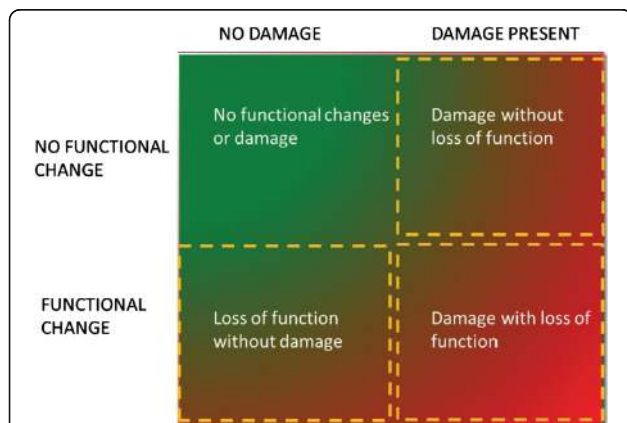 NO DAMAGE DAMAGE PRESENT
NO FUNCTIONAL
CHANGE
No functional changes
or damage
Damage without
loss of function
FUNCTIONAL
CHANGE
Loss of function
without damage
Damage with loss of
function